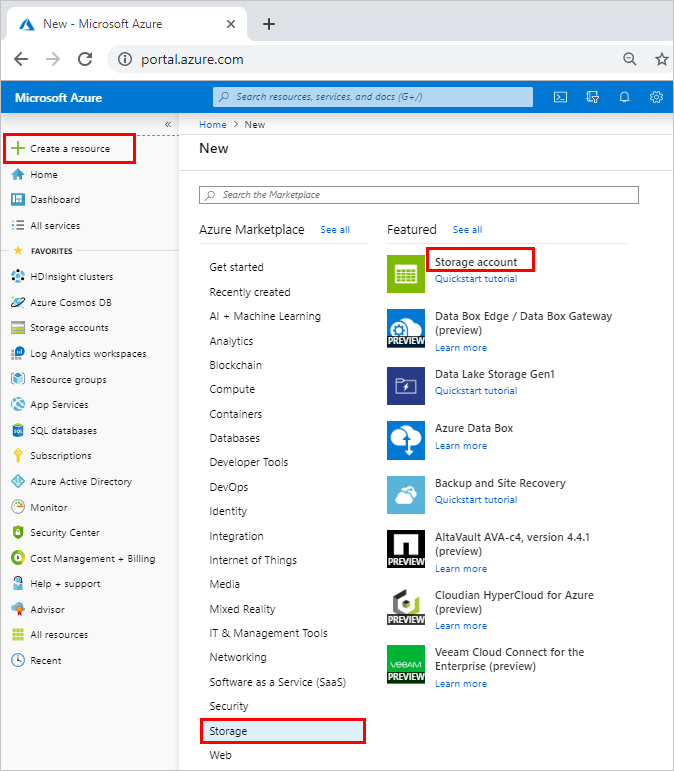 New - Microsoft Azure
portal.azure.com
Microsoft Azure
Search resources, services, and docs (G+/)
«
Create a resource
Home
Dashboard
All services
FAVORITES
HDInsight clusters
Azure Cosmos DB
Storage accounts
Log Analytics workspaces
Resource groups
App Services
SQL databases
Subscriptions
Azure Active Directory
Monitor
Security Center
Cost Management + Billing
Help + support
Advisor
All resources
Recent
Home > New
New
Search the Marketplace
Azure Marketplace See all
Get started
Recently created
AI + Machine Learning
Analytics
Blockchain
Compute
Containers
Databases
Developer Tools
DevOps
Identity
Integration
Internet of Things
Media
Mixed Reality
IT & Management Tools
Networking
Software as a Service (SaaS)
Security
Storage
Web
Featured See all
Storage account
Quickstart tutorial
PREVIEW
Data Box Edge / Data Box Gateway
(preview)
Learn more
Data Lake Storage Gen1
Quickstart tutorial
Azure Data Box
Learn more
Backup and Site Recovery
Quickstart tutorial
PREVIEW
AltaVault AVA-c4, version 4.4.1
(preview)
Learn more
PREVIEW
Cloudian HyperCloud for Azure
(preview)
Learn more
veeam
PREVIEW
Veeam Cloud Connect for the
Enterprise (preview)
Learn more